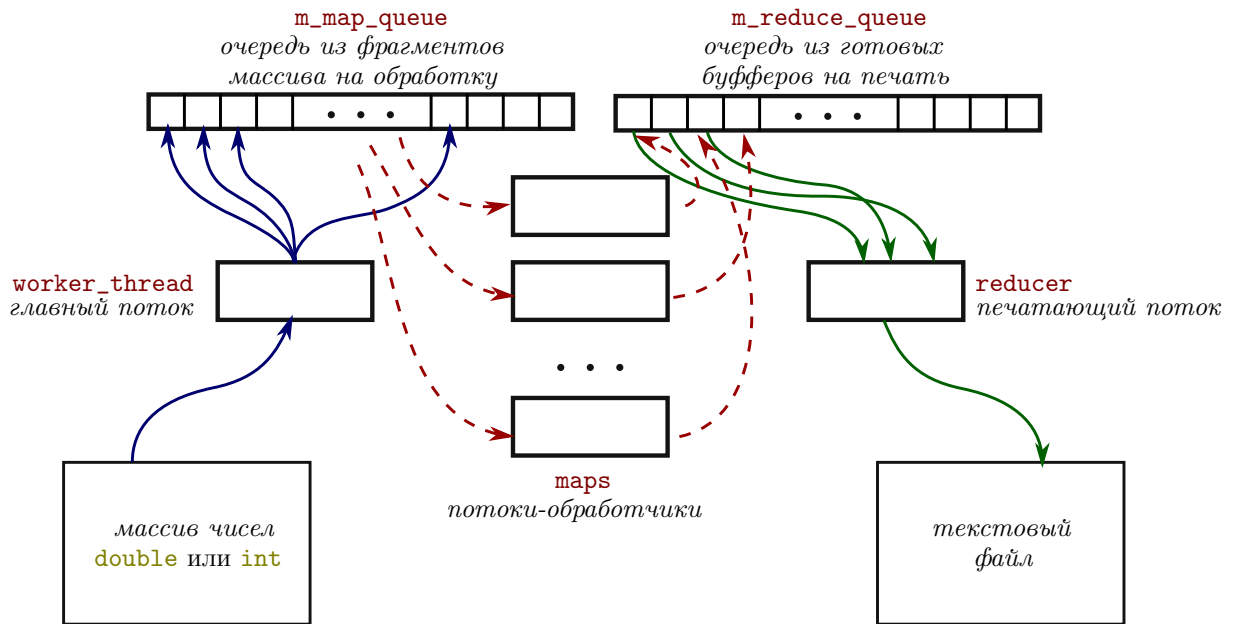 m_map_queue
очередь из фрагментов
массива на обработку
m_reduce_queue
очередь из готовых
буфферов на печать
worker_thread
главный поток
reducer
печатающий поток
maps
потоки-обработчики
массив чисел
double или int
текстовый
файл